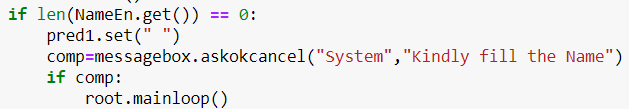 if len(NameEn.get()) == 0:
    pred1.set(" ")
    comp=messagebox.askokcancel("System","Kindly fill the Name")
    if comp:
        root.mainloop()